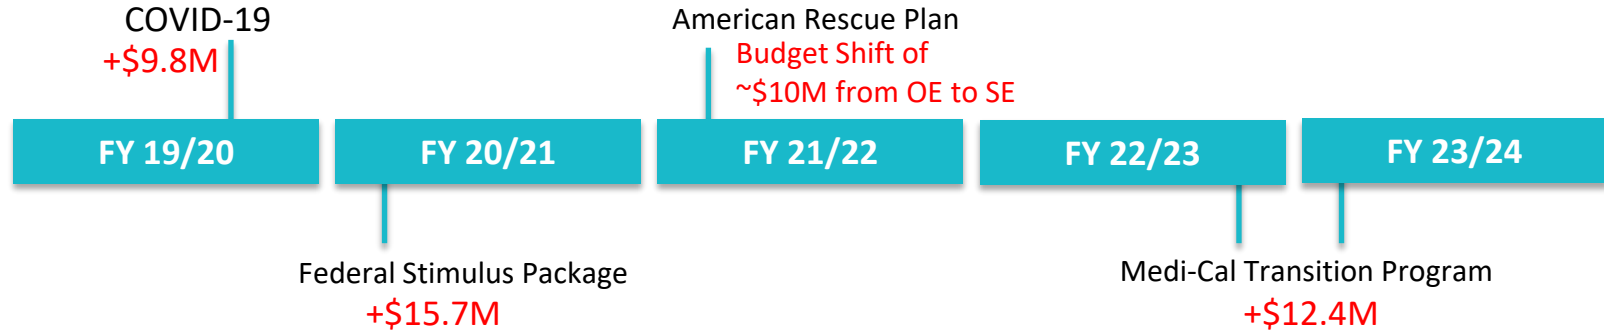 COVID-19
+$9.8M
American Rescue Plan
Budget Shift of
~$10M from OE to SE
FY 19/20
FY 20/21
FY 21/22
FY 22/23
FY 23/24
Federal Stimulus Package
+$15.7M
Medi-Cal Transition Program
+$12.4M